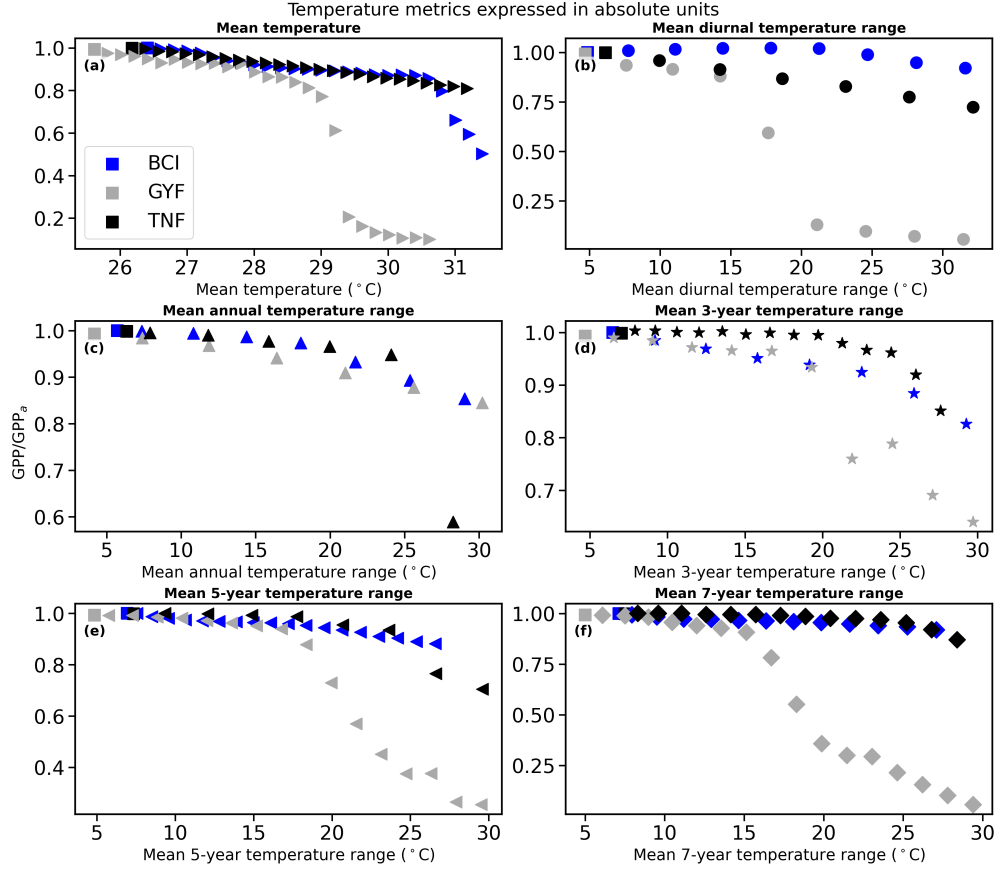 Temperature metrics expressed in absolute units
Mean temperature
1.0
0.8
0.6
0.4
0.2
(a)
BCI
GYF
TNF
26 27 28 29 30 31
Mean temperature (°C)
Mean diurnal temperature range
1.00
0.75
0.50
0.25
(b)
5 10 15 20 25 30
Mean diurnal temperature range (°C)
Mean annual temperature range
1.0
0.9
0.8
0.7
0.6
(c)
GPP/GPPa
5 10 15 20 25 30
Mean annual temperature range (°C)
Mean 3-year temperature range
1.0
0.9
0.8
0.7
(d)
5 10 15 20 25 30
Mean 3-year temperature range (°C)
Mean 5-year temperature range
1.0
0.8
0.6
0.4
(e)
5 10 15 20 25 30
Mean 5-year temperature range (°C)
Mean 7-year temperature range
1.00
0.75
0.50
0.25
(f)
5 10 15 20 25 30
Mean 7-year temperature range (°C)